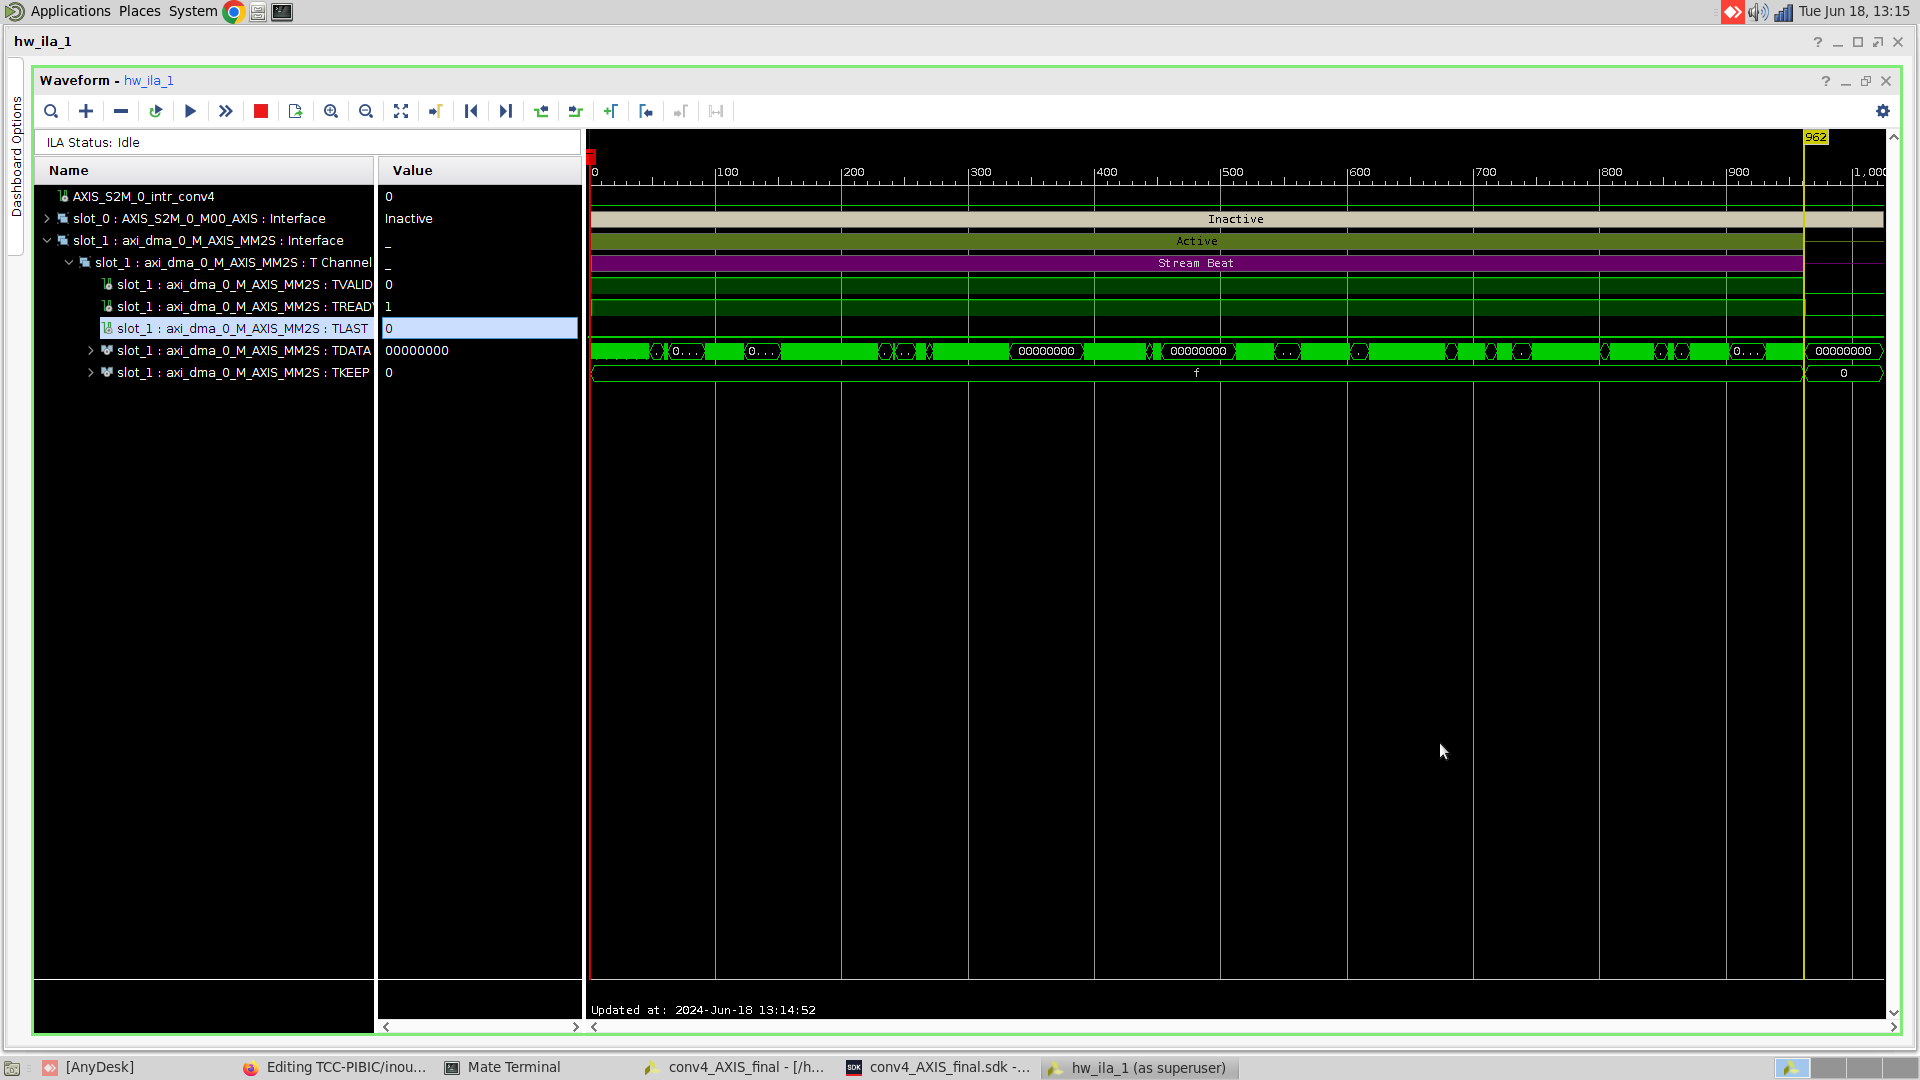 Applications Places System Tue Jun 18, 13:15
hw_ila_1
Dashboard Options
Waveform - hw_ila_1
ILA Status: Idle
Name Value
962
0 100 200 300 400 500 600 700 800 900 1,000
AXIS_S2M_0_intr_conv4 0
slot_0 : AXIS_S2M_0_M00_AXIS : Interface Inactive Inactive
slot_1 : axi_dma_0_M_AXIS_MM2S : Interface _ Active
slot_1 : axi_dma_0_M_AXIS_MM2S : T Channel _ Stream Beat
slot_1 : axi_dma_0_M_AXIS_MM2S : TVALID 0
slot_1 : axi_dma_0_M_AXIS_MM2S : TREADY 1
slot_1 : axi_dma_0_M_AXIS_MM2S : TLAST 0
slot_1 : axi_dma_0_M_AXIS_MM2S : TDATA 00000000 0... 0... 00000000 00000000 0... 00000000
slot_1 : axi_dma_0_M_AXIS_MM2S : TKEEP 0 f 0
Updated at: 2024-Jun-18 13:14:52
[AnyDesk] Editing TCC-PIBIC/inou... Mate Terminal conv4_AXIS_final - [/h... SDK conv4_AXIS_final.sdk -... hw_ila_1 (as superuser)